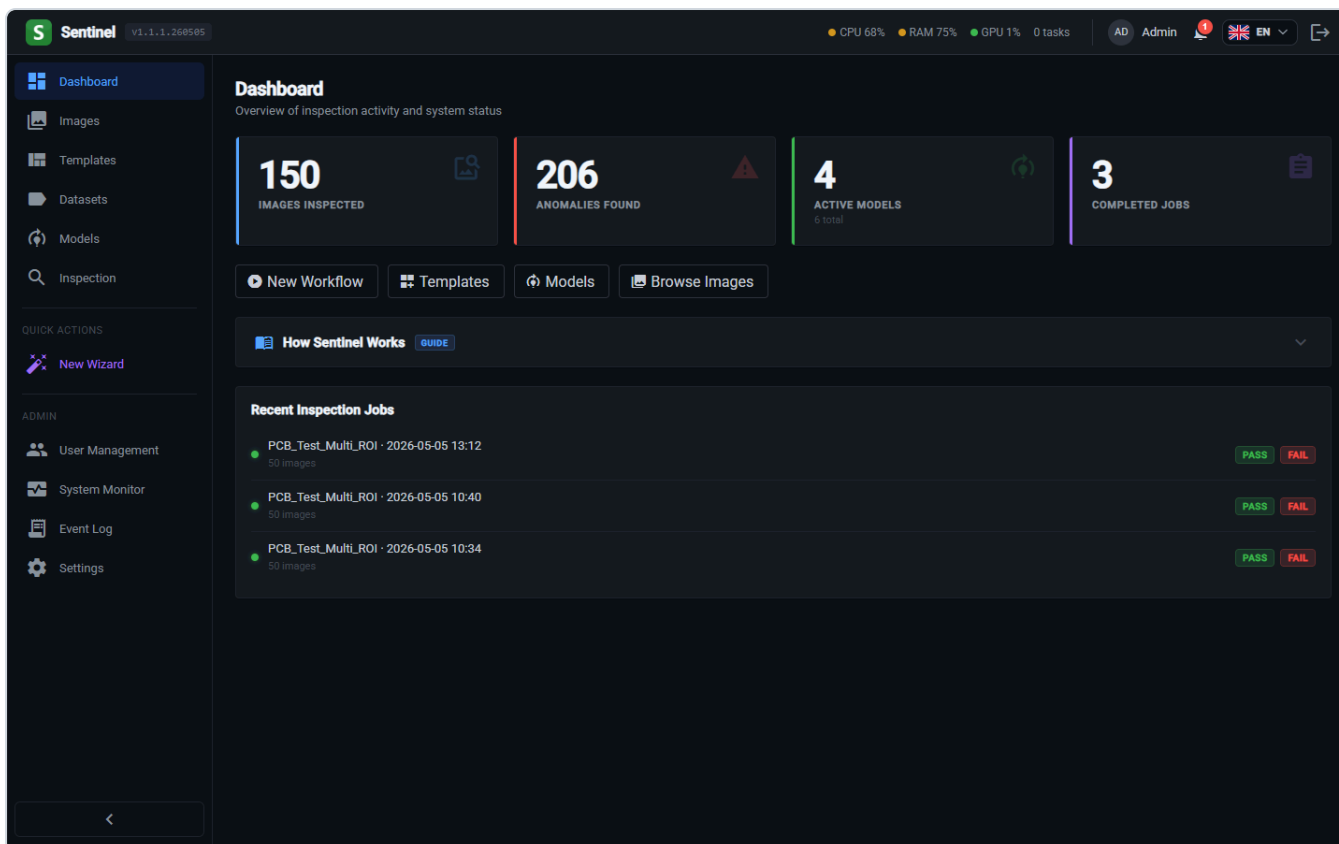 S Sentinel v1.1.1.260505 CPU 68% RAM 75% GPU 1% 0 tasks AD Admin 1 EN
Dashboard
Images
Templates
Datasets
Models
Inspection
QUICK ACTIONS
New Wizard
ADMIN
User Management
System Monitor
Event Log
Settings
Dashboard
Overview of inspection activity and system status
150
IMAGES INSPECTED
206
ANOMALIES FOUND
4
ACTIVE MODELS
6 total
3
COMPLETED JOBS
New Workflow Templates Models Browse Images
How Sentinel Works GUIDE
Recent Inspection Jobs
PCB_Test_Multi_ROI · 2026-05-05 13:12
50 images
PASS FAIL
PCB_Test_Multi_ROI · 2026-05-05 10:40
50 images
PASS FAIL
PCB_Test_Multi_ROI · 2026-05-05 10:34
50 images
PASS FAIL